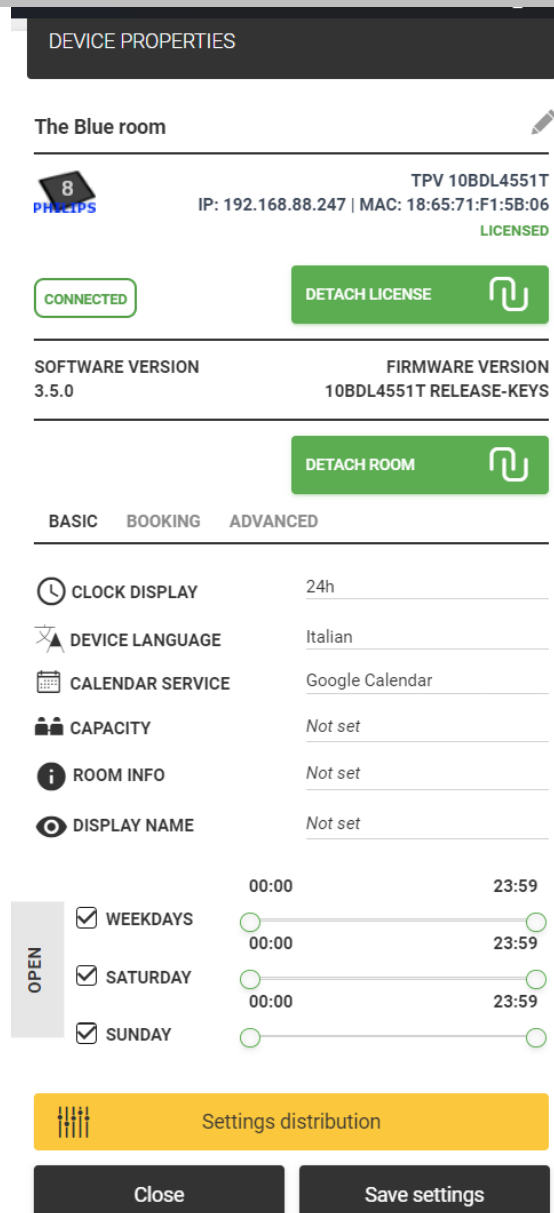 DEVICE PROPERTIES
The Blue room
8
PHILIPS
TPV 10BDL4551T
IP: 192.168.88.247 | MAC: 18:65:71:F1:5B:06
LICENSED
CONNECTED
DETACH LICENSE
SOFTWARE VERSION
3.5.0
FIRMWARE VERSION
10BDL4551T RELEASE-KEYS
DETACH ROOM
BASIC BOOKING ADVANCED
CLOCK DISPLAY 24h
DEVICE LANGUAGE Italian
CALENDAR SERVICE Google Calendar
CAPACITY Not set
ROOM INFO Not set
DISPLAY NAME Not set
OPEN
00:00 23:59
WEEKDAYS
00:00 23:59
SATURDAY
00:00 23:59
SUNDAY
Settings distribution
Close Save settings